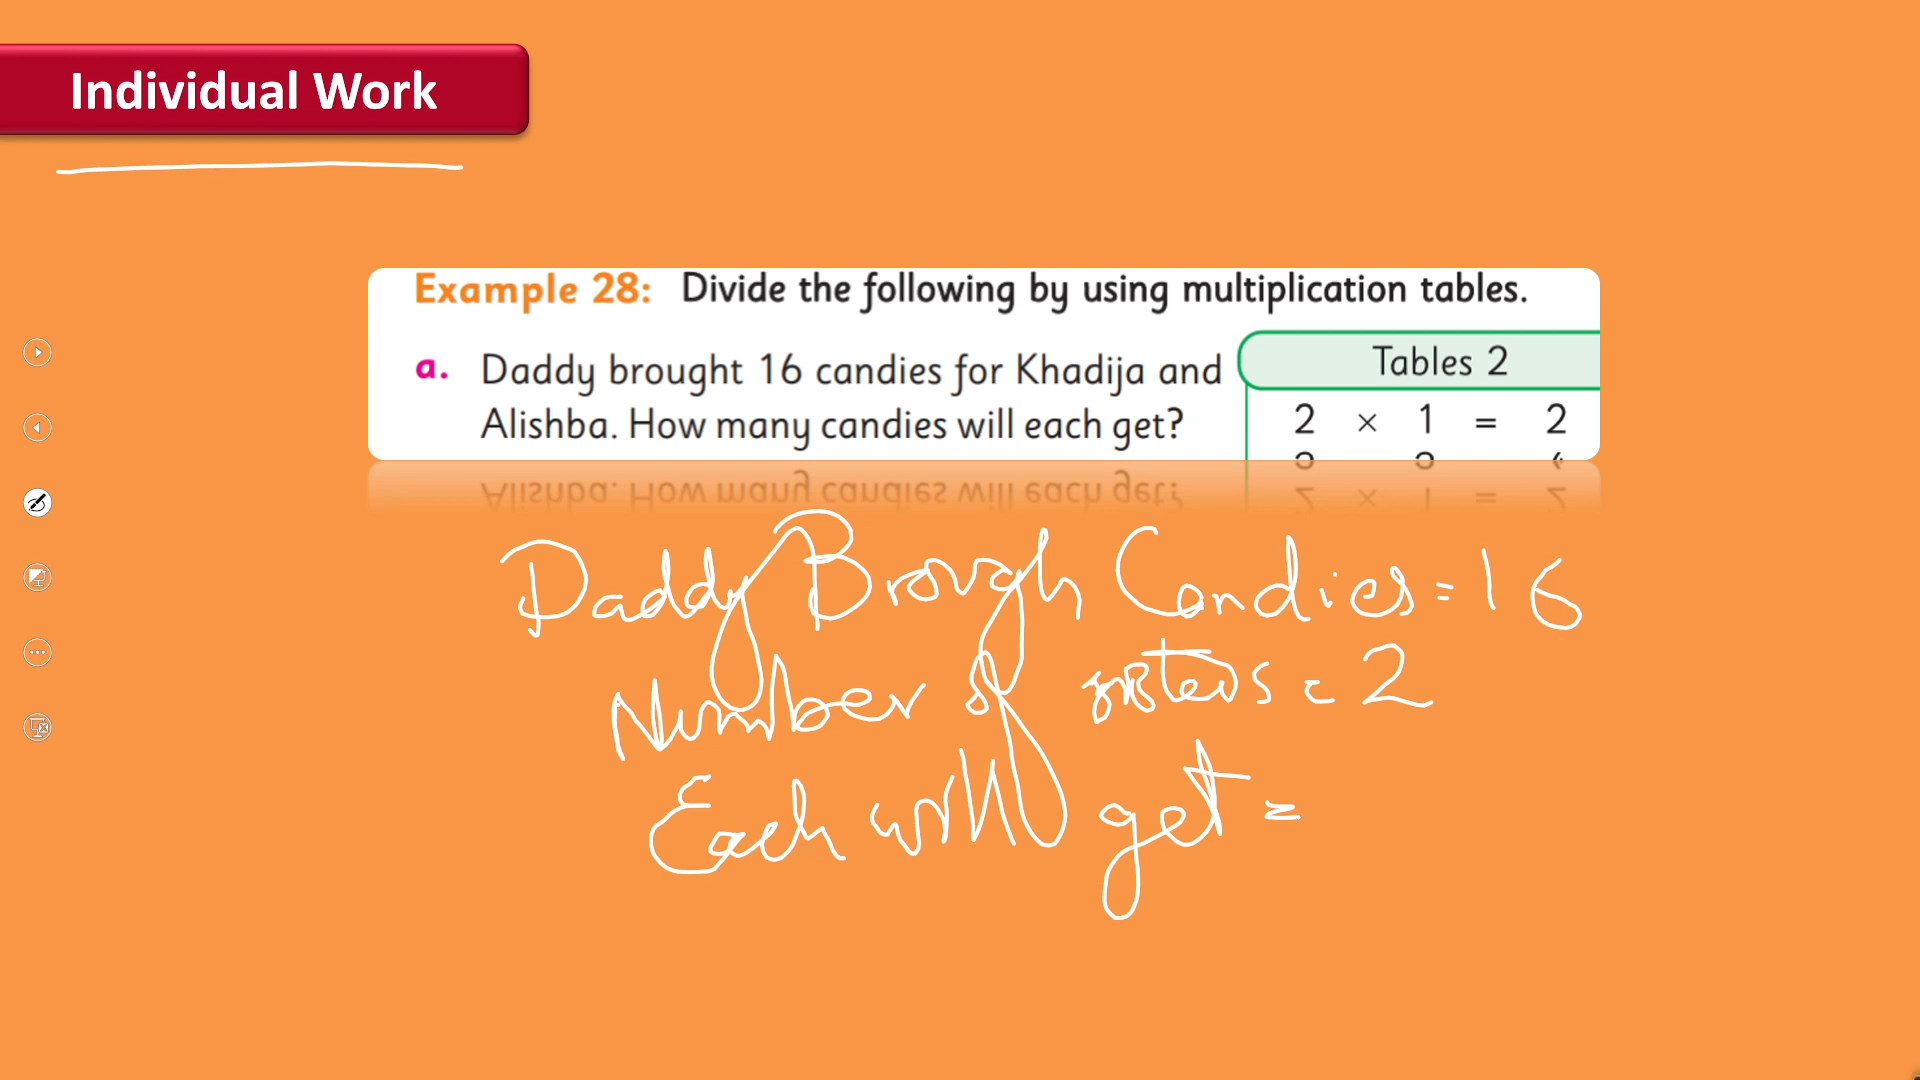 Individual Work
Example 28: Divide the following by using multiplication tables.
a. Daddy brought 16 candies for Khadija and
Alishba. How many candies will each get?
Tables 2
2 × 1 = 2
Daddy Brough Candies = 16
Number of sisters = 2
Each will get =